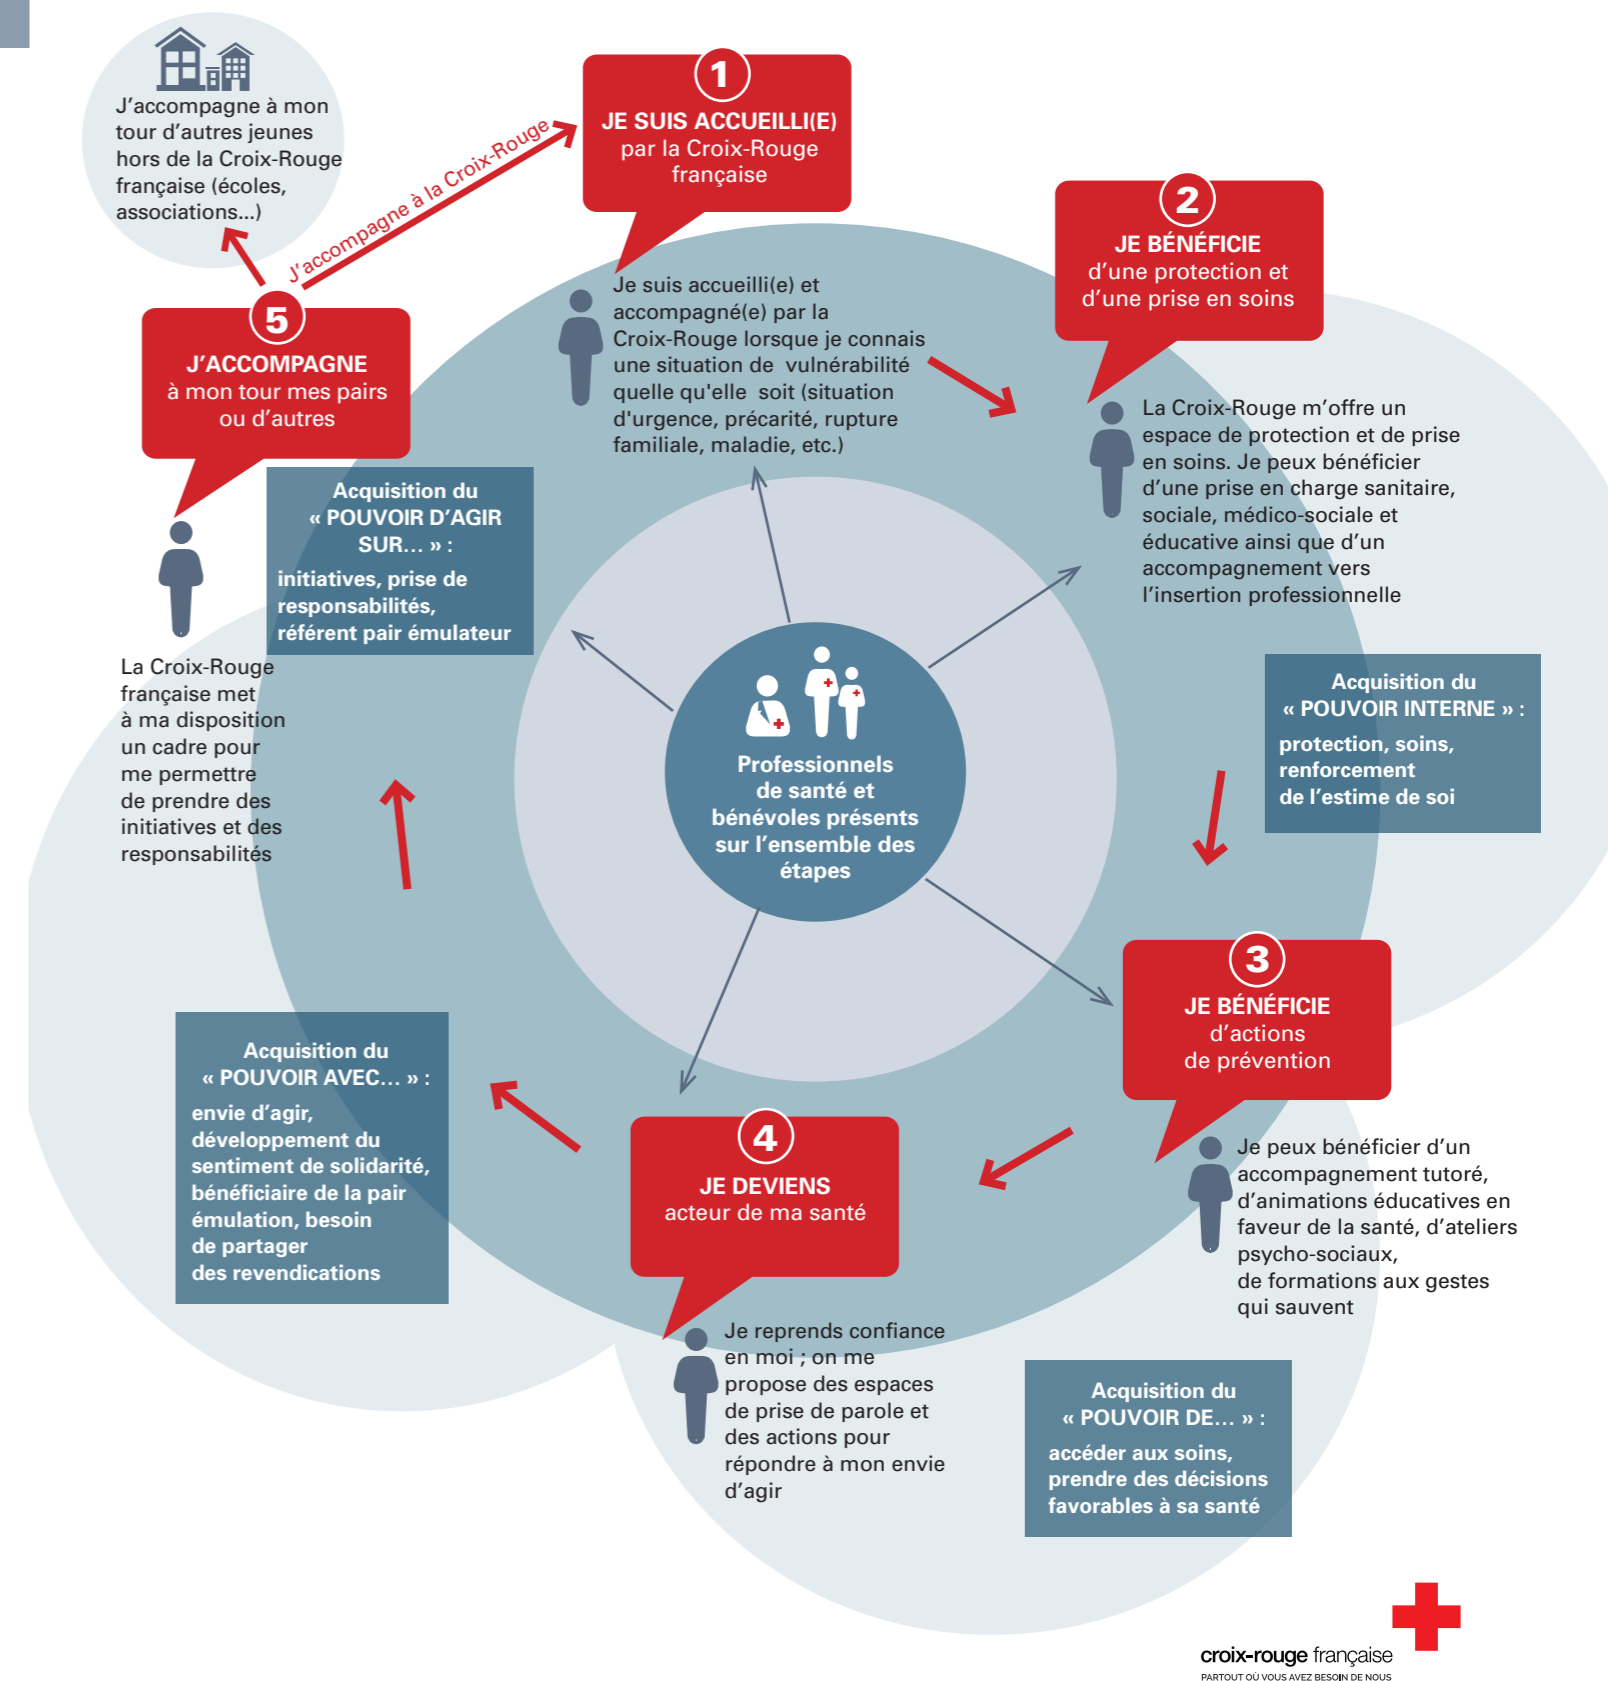 J'accompagne à mon
tour d'autres jeunes
hors de la Croix-Rouge
française (écoles,
associations...)
J'accompagne à la Croix-Rouge
1
JE SUIS ACCUEILLI(E)
par la Croix-Rouge
française
Je suis accueilli(e) et
accompagné(e) par la
Croix-Rouge lorsque je connais
une situation de vulnérabilité
quelle qu'elle soit (situation
d'urgence, précarité, rupture
familiale, maladie, etc.)
2
JE BÉNÉFICIE
d'une protection et
d'une prise en soins
La Croix-Rouge m'offre un
espace de protection et de prise
en soins. Je peux bénéficier
d'une prise en charge sanitaire,
sociale, médico-sociale et
éducative ainsi que d'un
accompagnement vers
l'insertion professionnelle
Acquisition du
« POUVOIR INTERNE » :
protection, soins,
renforcement
de l'estime de soi
3
JE BÉNÉFICIE
d'actions
de prévention
Je peux bénéficier d'un
accompagnement tutoré,
d'animations éducatives en
faveur de la santé, d'ateliers
psycho-sociaux,
de formations aux gestes
qui sauvent
Acquisition du
« POUVOIR DE... » :
accéder aux soins,
prendre des décisions
favorables à sa santé
4
JE DEVIENS
acteur de ma santé
Je reprends confiance
en moi ; on me
propose des espaces
de prise de parole et
des actions pour
répondre à mon envie
d'agir
Acquisition du
« POUVOIR AVEC... » :
envie d'agir,
développement du
sentiment de solidarité,
bénéficiaire de la pair
émulation, besoin
de partager
des revendications
5
J'ACCOMPAGNE
à mon tour mes pairs
ou d'autres
La Croix-Rouge
française met
à ma disposition
un cadre pour
me permettre
de prendre des
initiatives et des
responsabilités
Acquisition du
« POUVOIR D'AGIR
SUR... » :
initiatives, prise de
responsabilités,
référent pair émulateur
Professionnels
de santé et
bénévoles présents
sur l'ensemble des
étapes
croix-rouge française
PARTOUT OÙ VOUS AVEZ BESOIN DE NOUS